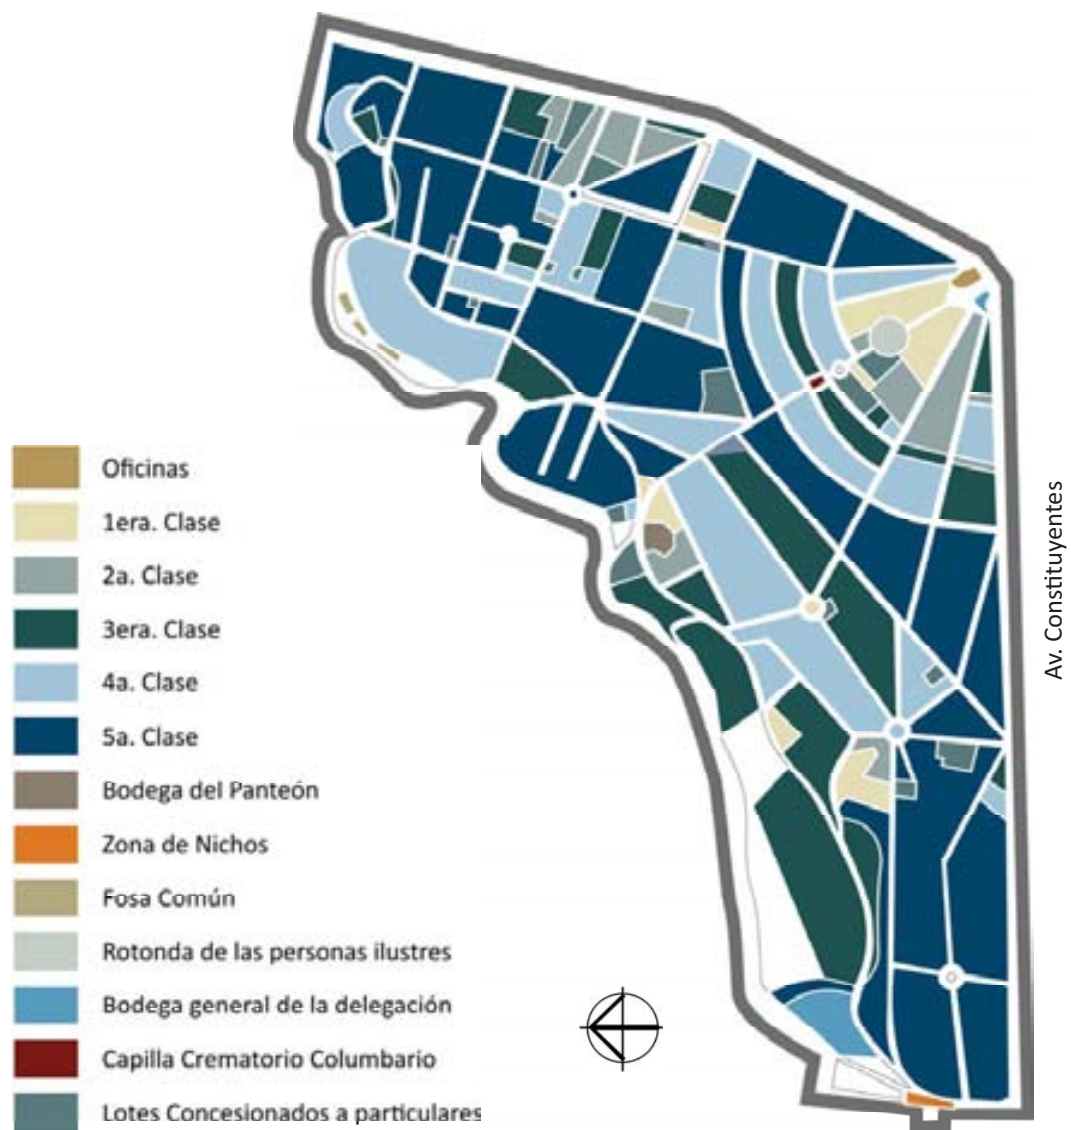 Oficinas
1era. Clase
2a. Clase
3era. Clase
4a. Clase
5a. Clase
Bodega del Panteón
Zona de Nichos
Fosa Común
Rotonda de las personas ilustres
Bodega general de la delegación
Capilla Crematorio Columbario
Lotes Concesionados a particulares
Av. Constituyentes